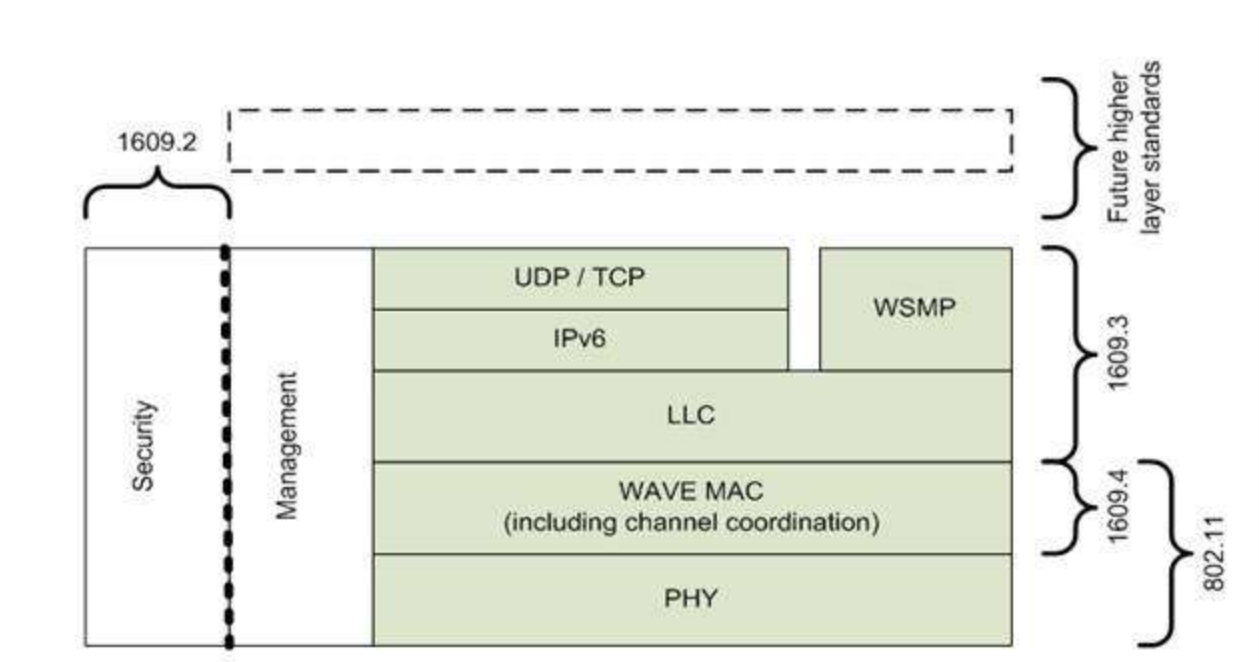 1609.2
Future higher
layer standards
Security
Management
UDP / TCP
IPv6
WSMP
LLC
WAVE MAC
(including channel coordination)
PHY
1609.3
1609.4
802.11